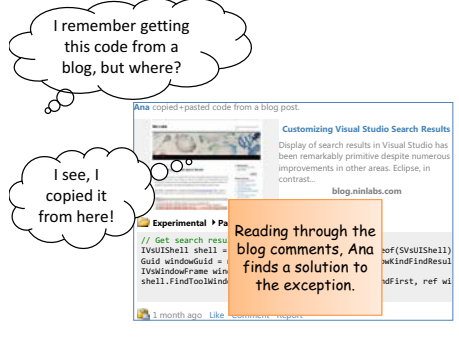 I remember getting
this code from a
blog, but where?
Ana copied+pasted code from a blog post.
Customizing Visual Studio Search Results
Display of search results in Visual Studio has
been remarkably primitive despite numerous
improvements in other areas. Eclipse, in
contrast...
blog.ninlabs.com
I see, I
copied it
from here!
Experimental Pa
Reading through the
blog comments, Ana
finds a solution to
the exception.
// Get search resu
IVsUIShell shell = eof(SVsUIShell)
Guid windowGuid = owKindFindResul
IVsWindowFrame win
shell.FindToolWind ndFirst, ref wi
1 month ago Like Comment Report